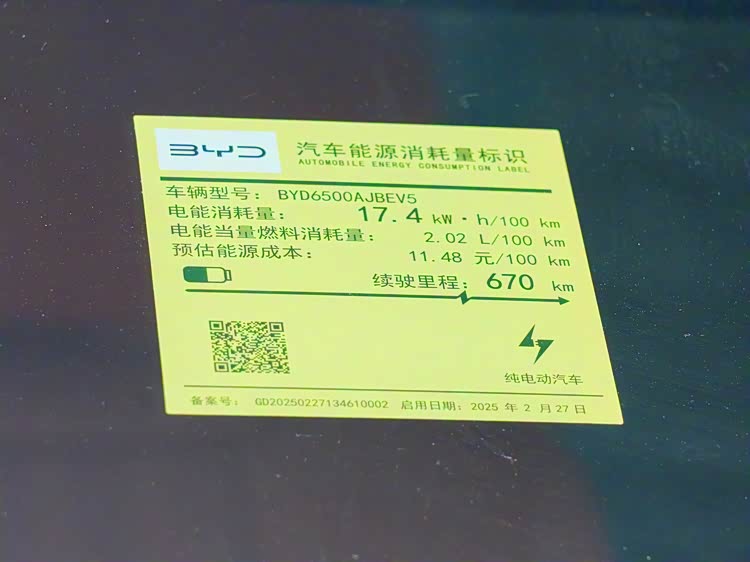 BYD
汽车能源消耗量标识
AUTOMOBILE ENERGY CONSUMPTION LABEL
车辆型号： BYD6500AJBEV5
电能消耗量： 17.4 kW·h/100 km
电能当量燃料消耗量： 2.02 L/100 km
预估能源成本： 11.48 元/100 km
续驶里程： 670 km
纯电动汽车
备案号： GD20250227134610002 启用日期： 2025 年 2 月 27 日